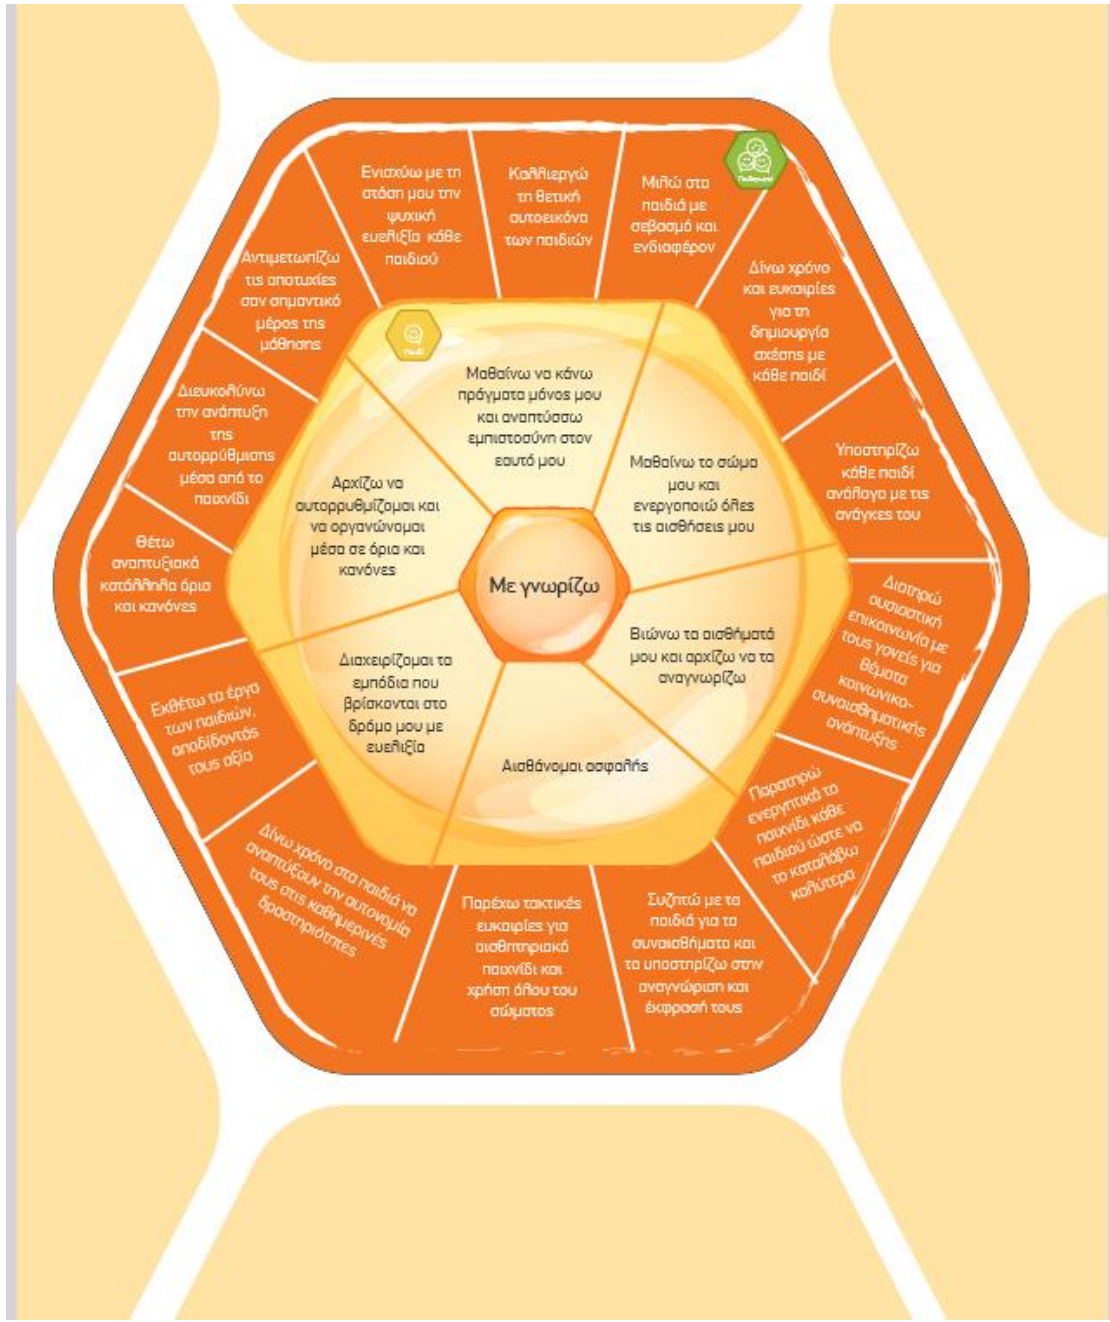 Ενισχύω με τη
στάση μου την
ψυχική
ευελιξία κάθε
παιδιού
Καλλιεργώ
τη θετική
αυτοεικόνα
των παιδιών
Μιλώ στα
παιδιά με
σεβασμό και
ενδιαφέρον
Δίνω χρόνο
και ευκαιρίες
για τη
δημιουργία
σχέσης με
κάθε παιδί
Υποστηρίζω
κάθε παιδί
ανάλογα με τις
ανάγκες του
Διατηρώ
ουσιαστική
επικοινωνία με
τους γονείς για
θέματα
κοινωνικο-
συναισθηματικής
ανάπτυξης
Παρατηρώ
ενεργητικά το
παιχνίδι κάθε
παιδιού ώστε να
το καταλάβω
καλύτερα
Συζητώ με τα
παιδιά για τα
συναισθήματα και
τα υποστηρίζω στην
αναγνώριση και
έκφρασή τους
Παρέχω τακτικές
ευκαιρίες για
αισθητηριακό
παιχνίδι και
χρήση όλου του
σώματος
Δίνω χρόνο στα παιδιά να
αναπτύξουν την αυτονομία
τους στις καθημερινές
δραστηριότητες
Εκθέτω τα έργα
των παιδιών,
αποδίδοντάς
τους αξία
Θέτω
αναπτυξιακά
κατάλληλα όρια
και κανόνες
Διευκολύνω
την ανάπτυξη
της
αυτορρύθμισης
μέσα από το
παιχνίδι
Αντιμετωπίζω
τις αποτυχίες
σαν σημαντικό
μέρος της
μάθησης
Παιδί
Μαθαίνω να κάνω
πράγματα μόνος μου
και αναπτύσσω
εμπιστοσύνη στον
εαυτό μου
Μαθαίνω το σώμα
μου και
ενεργοποιώ όλες
τις αισθήσεις μου
Βιώνω τα αισθήματά
μου και αρχίζω να τα
αναγνωρίζω
Αισθάνομαι ασφαλής
Διαχειρίζομαι τα
εμπόδια που
βρίσκονται στο
δρόμο μου με
ευελιξία
Αρχίζω να
αυτορρυθμίζομαι και
να οργανώνομαι
μέσα σε όρια και
κανόνες
Με γνωρίζω